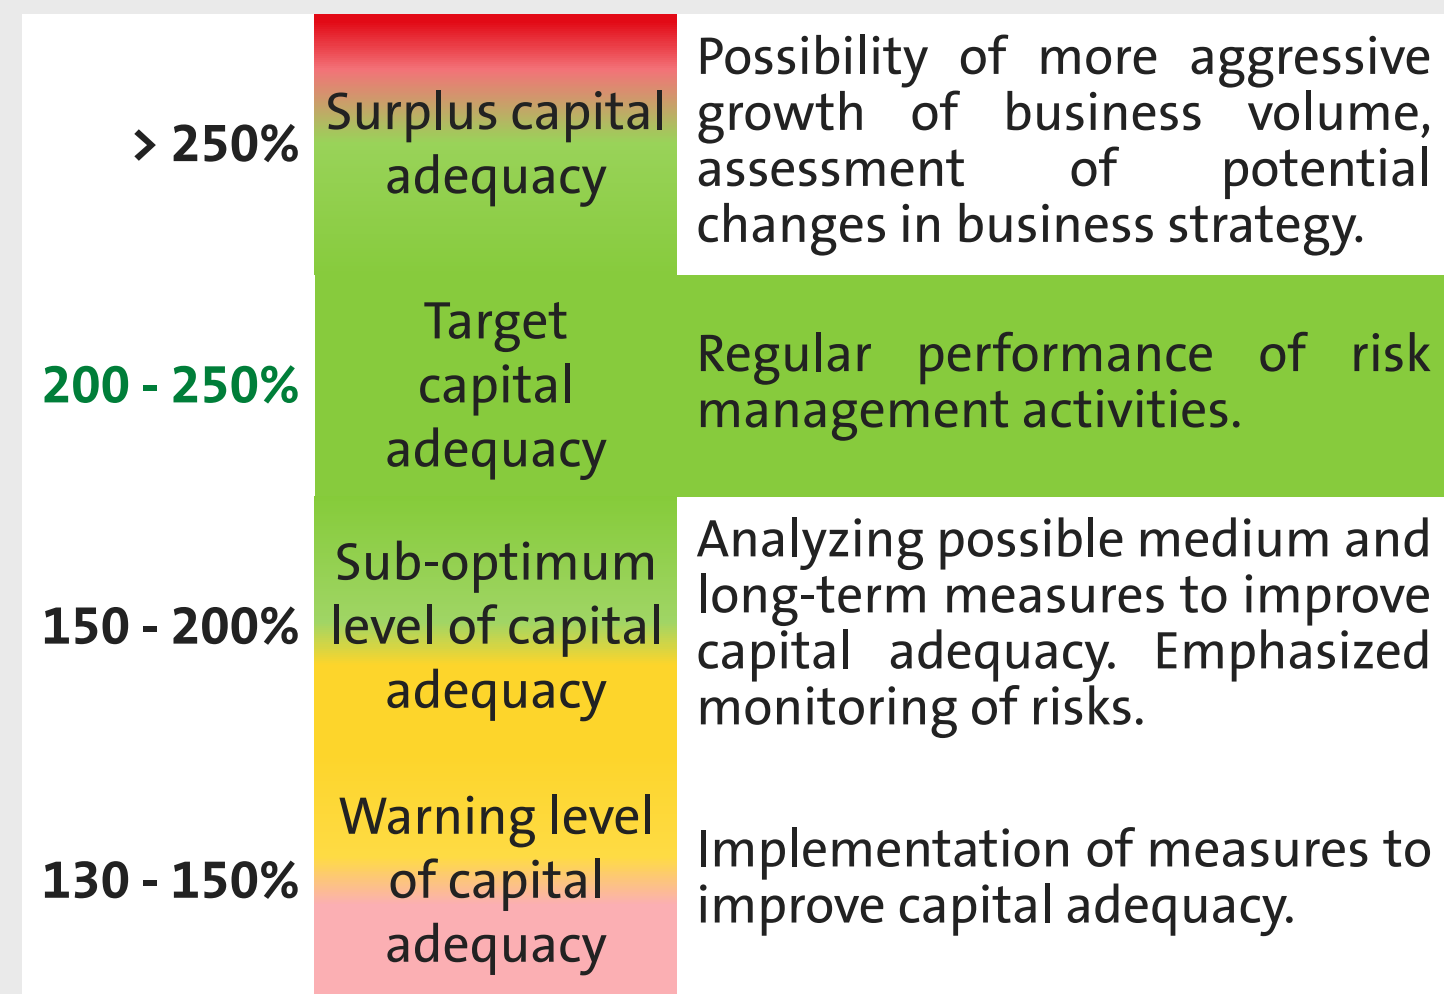 > 250%
Surplus capital
adequacy
Possibility of more aggressive
growth of business volume,
assessment of potential
changes in business strategy.
200 - 250%
Target
capital
adequacy
Regular performance of risk
management activities.
150 - 200%
Sub-optimum
level of capital
adequacy
Analyzing possible medium and
long-term measures to improve
capital adequacy. Emphasized
monitoring of risks.
130 - 150%
Warning level
of capital
adequacy
Implementation of measures to
improve capital adequacy.